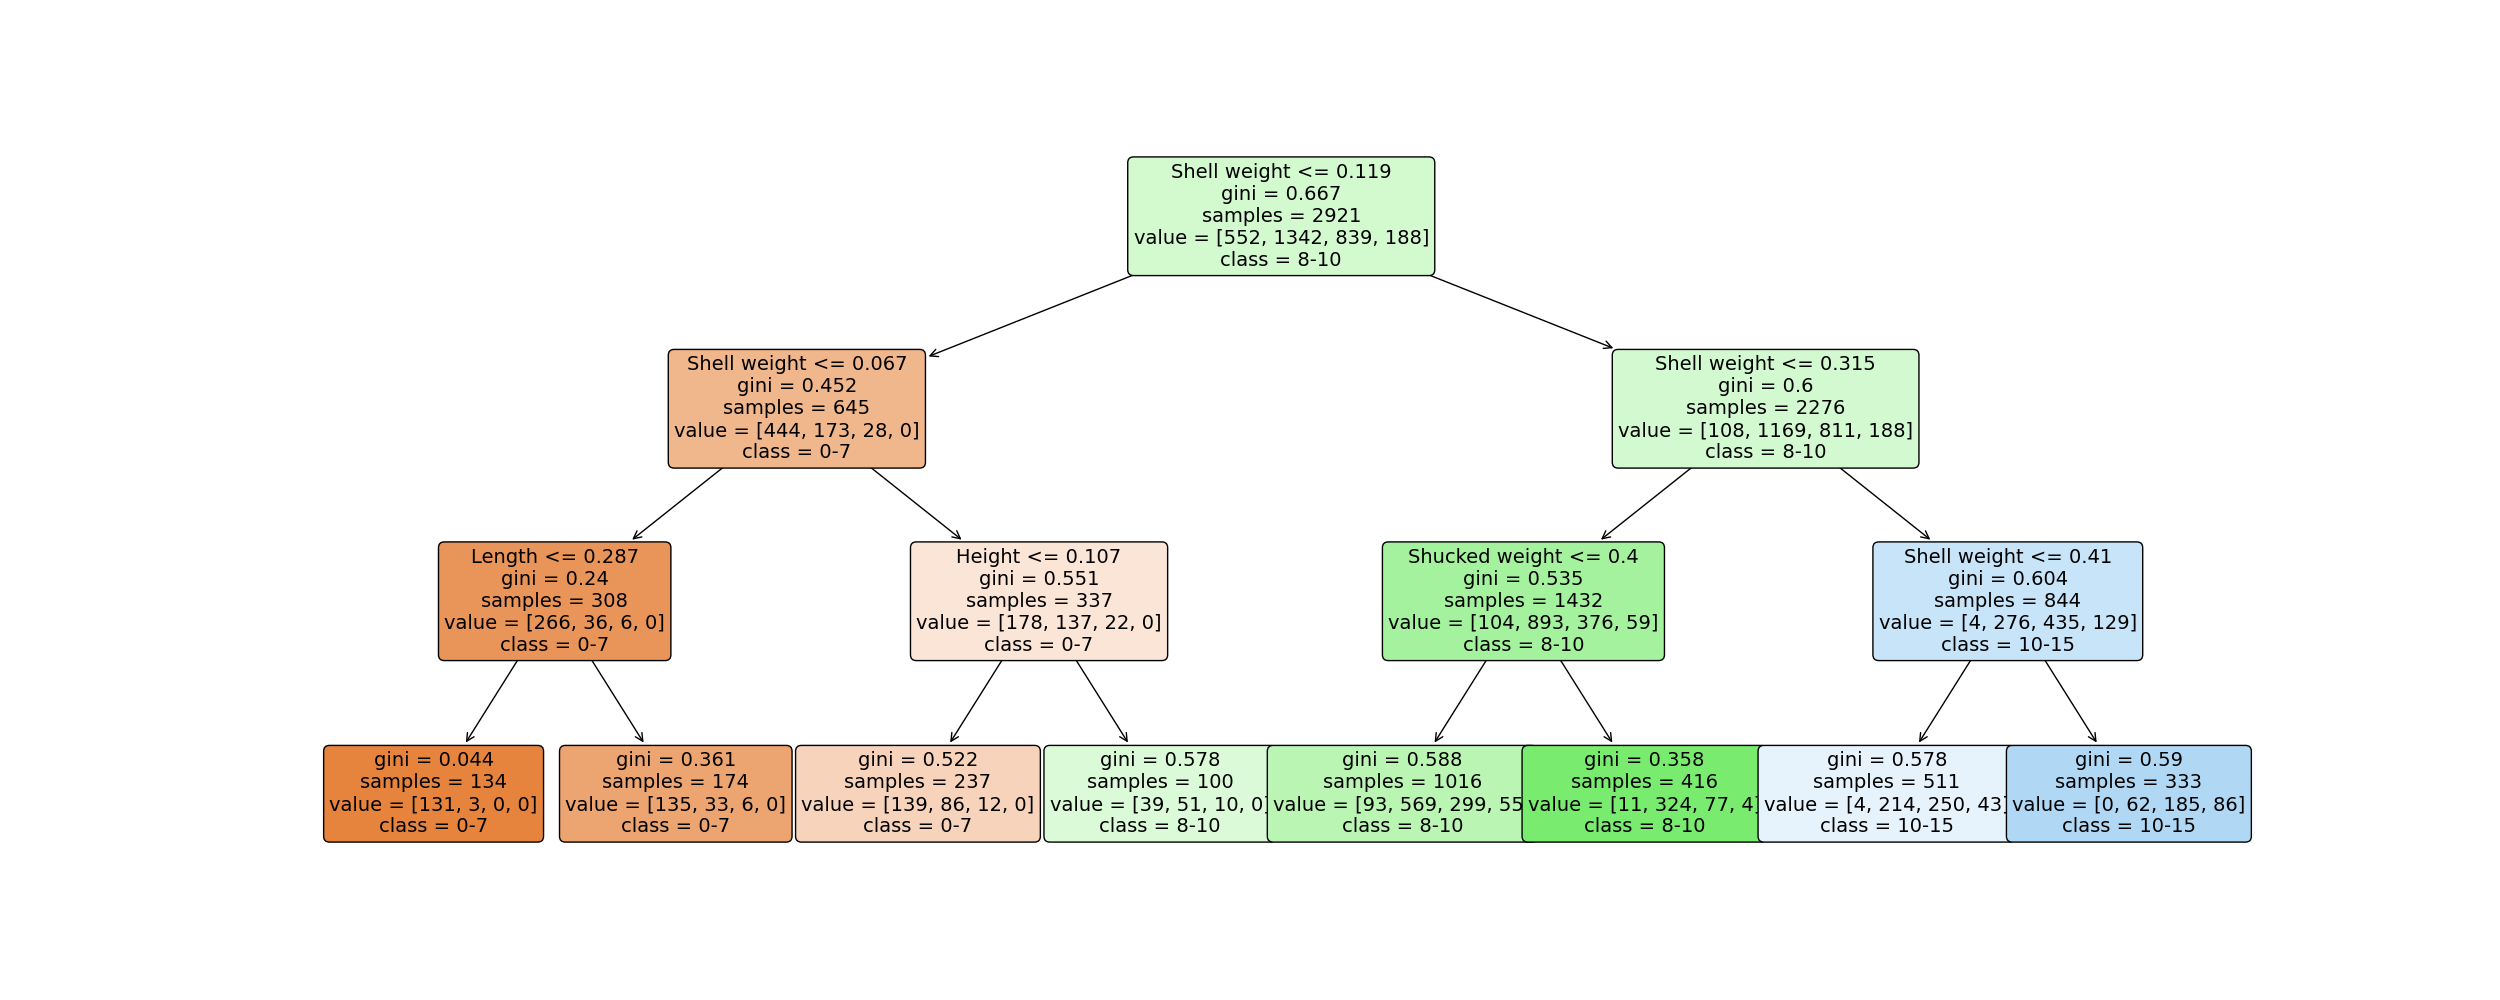 Shell weight <= 0.119
gini = 0.667
samples = 2921
value = [552, 1342, 839, 188]
class = 8-10
Shell weight <= 0.067
gini = 0.452
samples = 645
value = [444, 173, 28, 0]
class = 0-7
Shell weight <= 0.315
gini = 0.6
samples = 2276
value = [108, 1169, 811, 188]
class = 8-10
Length <= 0.287
gini = 0.24
samples = 308
value = [266, 36, 6, 0]
class = 0-7
Height <= 0.107
gini = 0.551
samples = 337
value = [178, 137, 22, 0]
class = 0-7
Shucked weight <= 0.4
gini = 0.535
samples = 1432
value = [104, 893, 376, 59]
class = 8-10
Shell weight <= 0.41
gini = 0.604
samples = 844
value = [4, 276, 435, 129]
class = 10-15
gini = 0.044
samples = 134
value = [131, 3, 0, 0]
class = 0-7
gini = 0.361
samples = 174
value = [135, 33, 6, 0]
class = 0-7
gini = 0.522
samples = 237
value = [139, 86, 12, 0]
class = 0-7
gini = 0.578
samples = 100
value = [39, 51, 10, 0]
class = 8-10
gini = 0.588
samples = 1016
value = [93, 569, 299, 55
class = 8-10
gini = 0.358
samples = 416
value = [11, 324, 77, 4]
class = 8-10
gini = 0.578
samples = 511
value = [4, 214, 250, 43]
class = 10-15
gini = 0.59
samples = 333
value = [0, 62, 185, 86]
class = 10-15